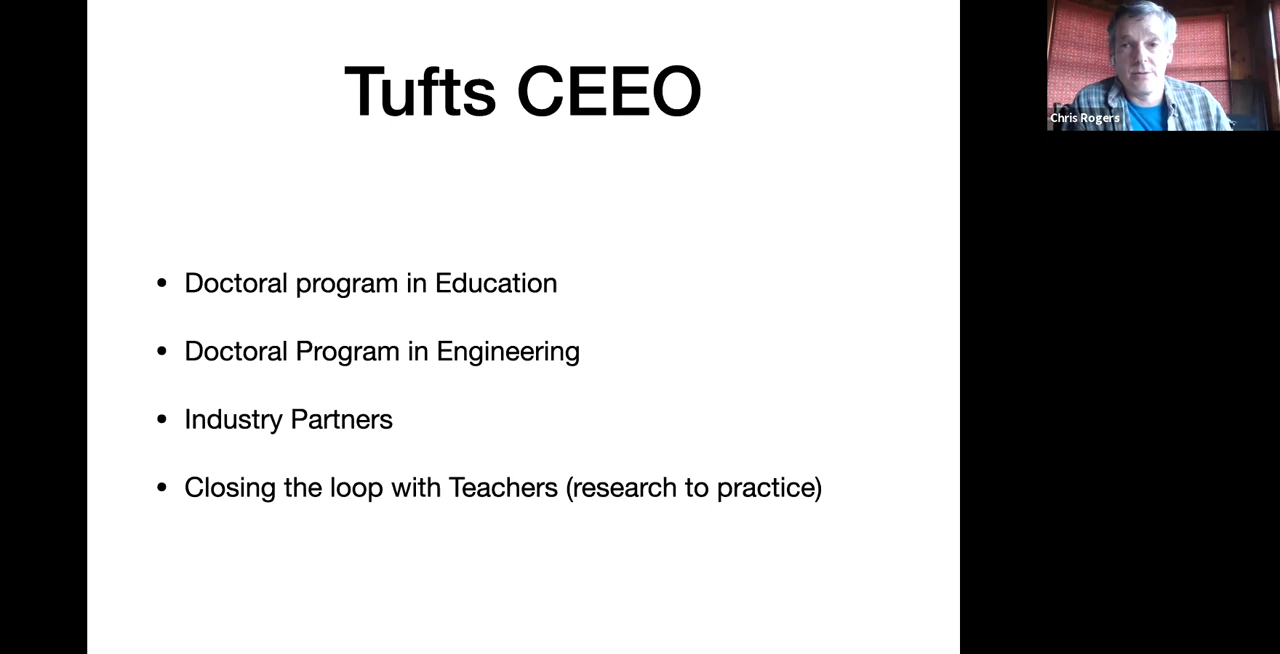 Tufts CEEO
• Doctoral program in Education
• Doctoral Program in Engineering
• Industry Partners
• Closing the loop with Teachers (research to practice)
Chris Rogers